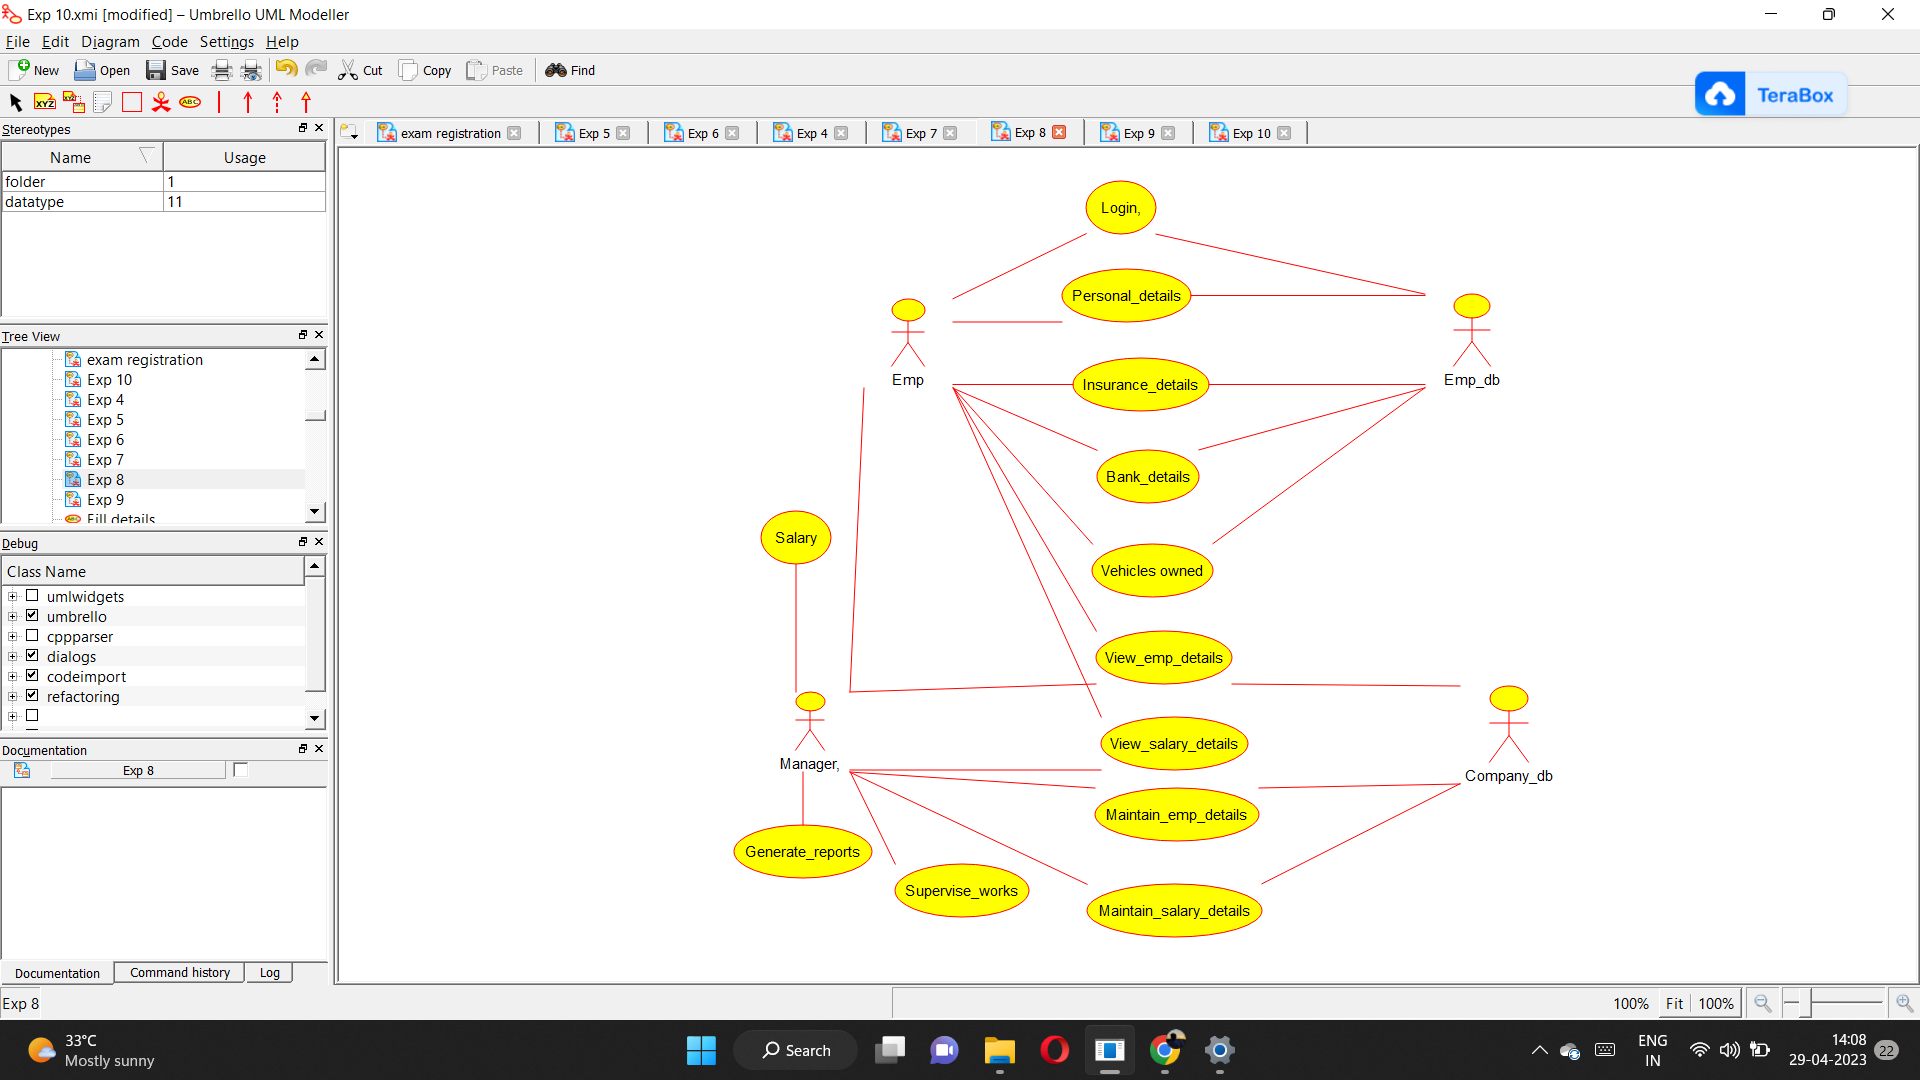 Exp 10.xmi [modified] – Umbrello UML Modeller
File Edit Diagram Code Settings Help
New Open Save Cut Copy Paste Find
XYZ XYZ ABC
TeraBox
Stereotypes
Name Usage
folder 1
datatype 11
Tree View
exam registration
Exp 10
Exp 4
Exp 5
Exp 6
Exp 7
Exp 8
Exp 9
Fill details
Debug
Class Name
umlwidgets
umbrello
cppparser
dialogs
codeimport
refactoring
Documentation
Exp 8
Documentation Command history Log
exam registration Exp 5 Exp 6 Exp 4 Exp 7 Exp 8 Exp 9 Exp 10
Login,
Personal_details
Emp
Emp_db
Insurance_details
Bank_details
Salary
Vehicles owned
View_emp_details
View_salary_details
Manager,
Company_db
Maintain_emp_details
Generate_reports
Supervise_works
Maintain_salary_details
Exp 8
100% Fit 100%
33°C
Mostly sunny
Search
ENG
IN
14:08
29-04-2023
22